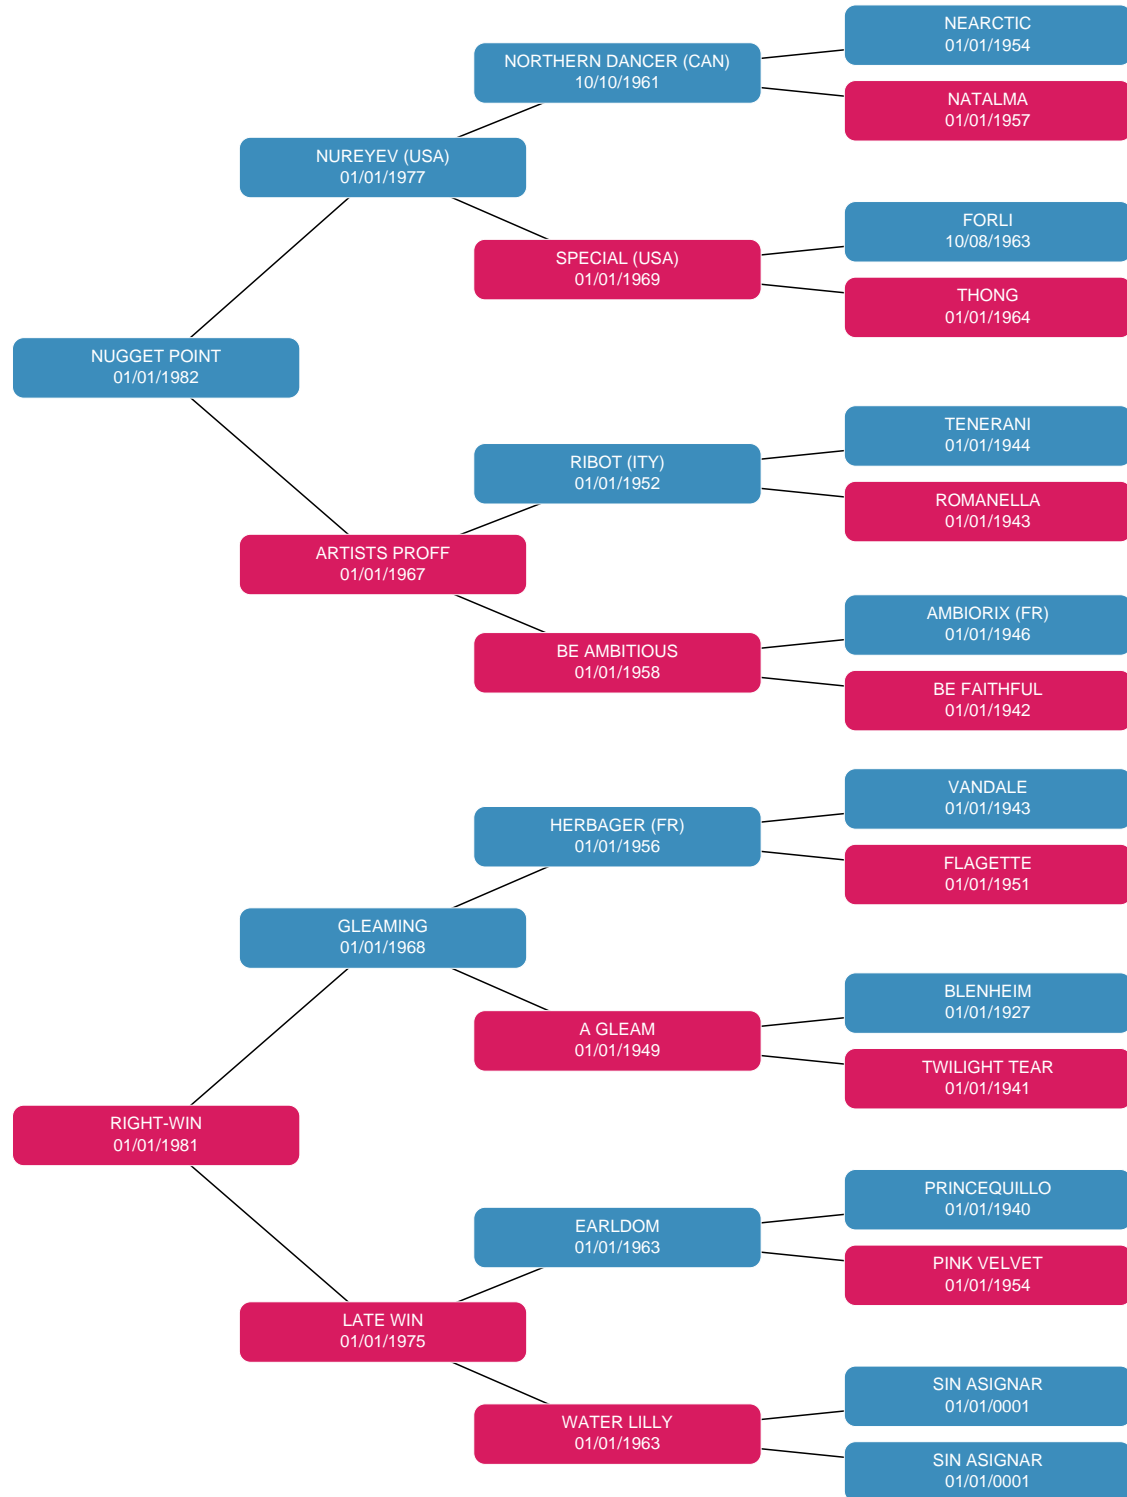 NEARCTIC
01/01/1954
NORTHERN DANCER (CAN)
10/10/1961
NATALMA
01/01/1957
NUREYEV (USA)
01/01/1977
FORLI
10/08/1963
SPECIAL (USA)
01/01/1969
THONG
01/01/1964
NUGGET POINT
01/01/1982
TENERANI
01/01/1944
RIBOT (ITY)
01/01/1952
ROMANELLA
01/01/1943
ARTISTS PROFF
01/01/1967
AMBIORIX (FR)
01/01/1946
BE AMBITIOUS
01/01/1958
BE FAITHFUL
01/01/1942
VANDALE
01/01/1943
HERBAGER (FR)
01/01/1956
FLAGETTE
01/01/1951
GLEAMING
01/01/1968
BLENHEIM
01/01/1927
A GLEAM
01/01/1949
TWILIGHT TEAR
01/01/1941
RIGHT-WIN
01/01/1981
PRINCEQUILLO
01/01/1940
EARLDOM
01/01/1963
PINK VELVET
01/01/1954
LATE WIN
01/01/1975
SIN ASIGNAR
01/01/0001
WATER LILLY
01/01/1963
SIN ASIGNAR
01/01/0001